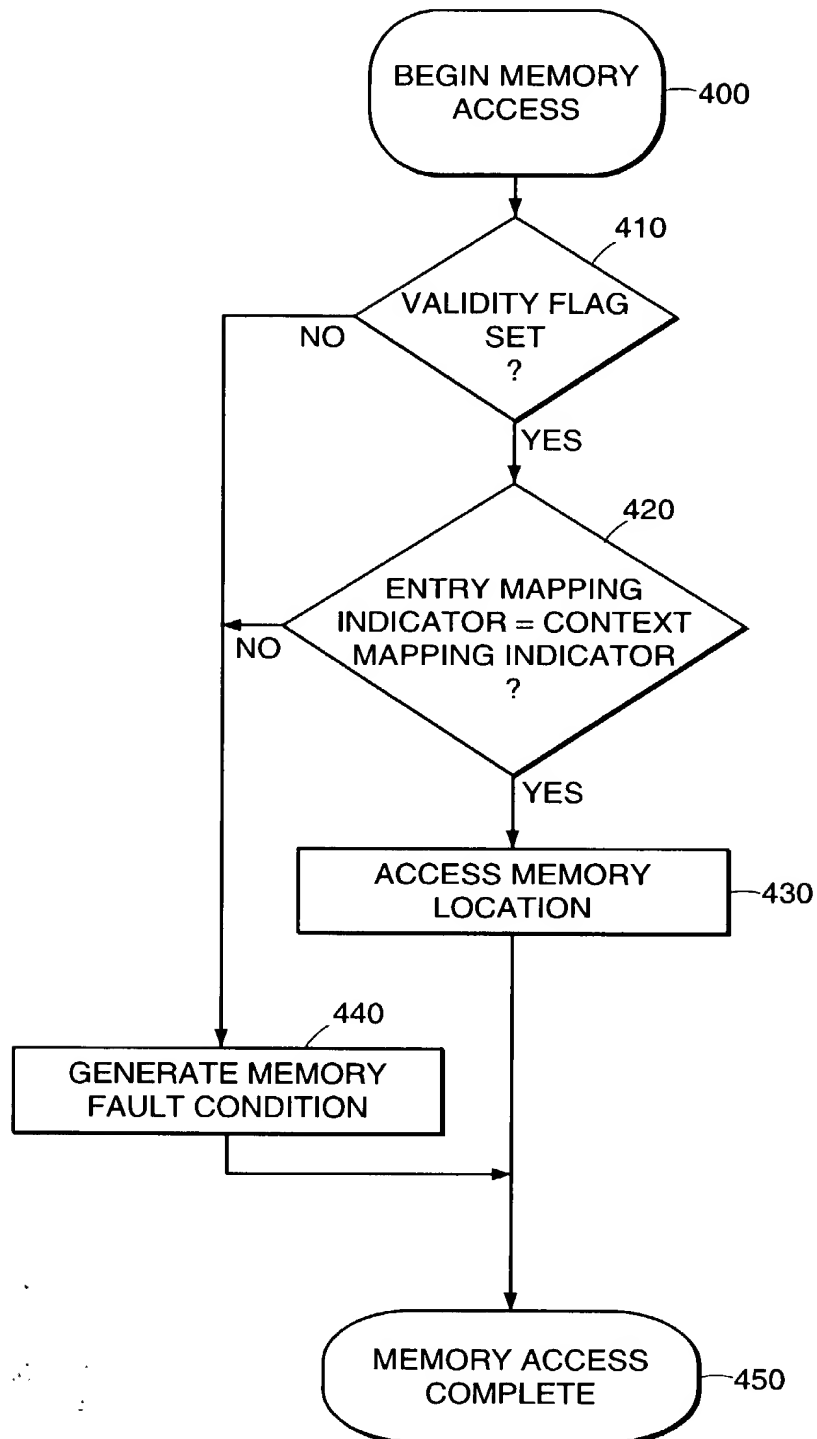 BEGIN MEMORY
ACCESS
400
410
VALIDITY FLAG
SET
?
NO
YES
420
ENTRY MAPPING
INDICATOR = CONTEXT
MAPPING INDICATOR
?
NO
YES
ACCESS MEMORY
LOCATION
430
440
GENERATE MEMORY
FAULT CONDITION
MEMORY ACCESS
COMPLETE
450